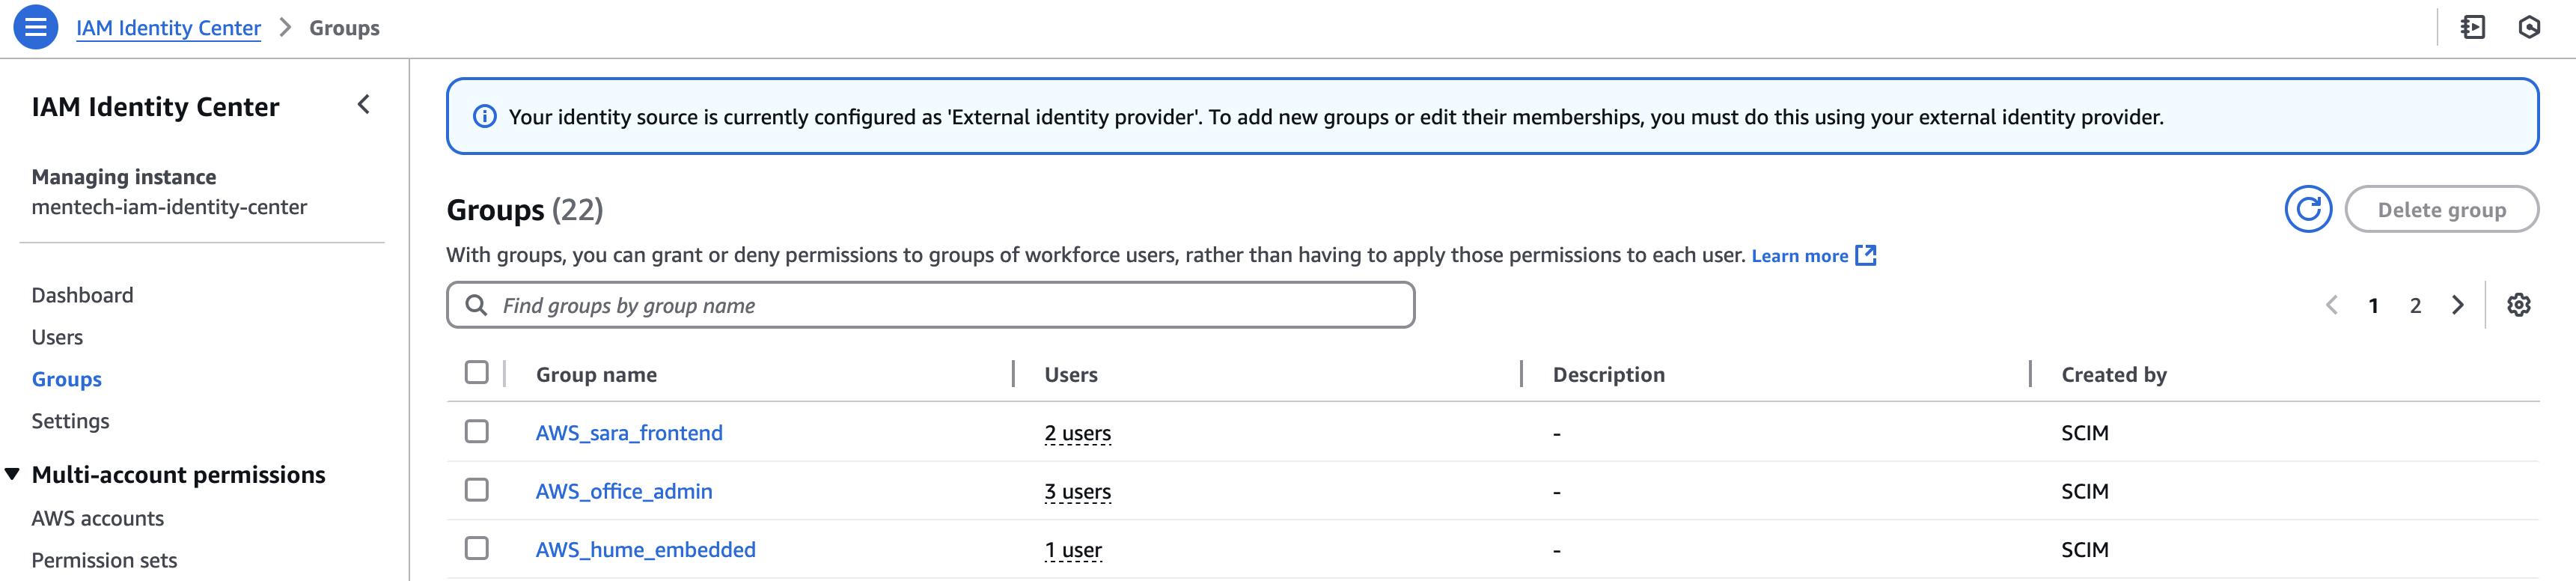 IAM Identity Center > Groups
IAM Identity Center
Managing instance
mentech-iam-identity-center
Dashboard
Users
Groups
Settings
Multi-account permissions
AWS accounts
Permission sets
Your identity source is currently configured as 'External identity provider'. To add new groups or edit their memberships, you must do this using your external identity provider.
Groups (22)
Delete group
With groups, you can grant or deny permissions to groups of workforce users, rather than having to apply those permissions to each user. Learn more
Find groups by group name
1 2
Group name Users Description Created by
AWS_sara_frontend 2 users - SCIM
AWS_office_admin 3 users - SCIM
AWS_hume_embedded 1 user - SCIM